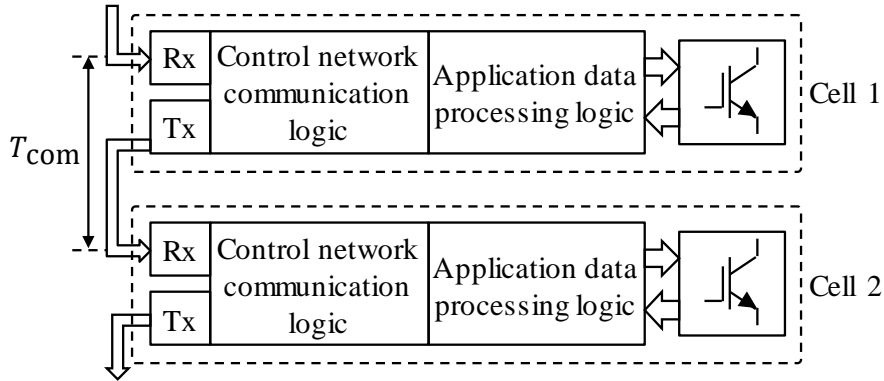 Rx
Control network
communication
logic
Application data
processing logic
Tx
Cell 1
T_com
Rx
Control network
communication
logic
Application data
processing logic
Tx
Cell 2